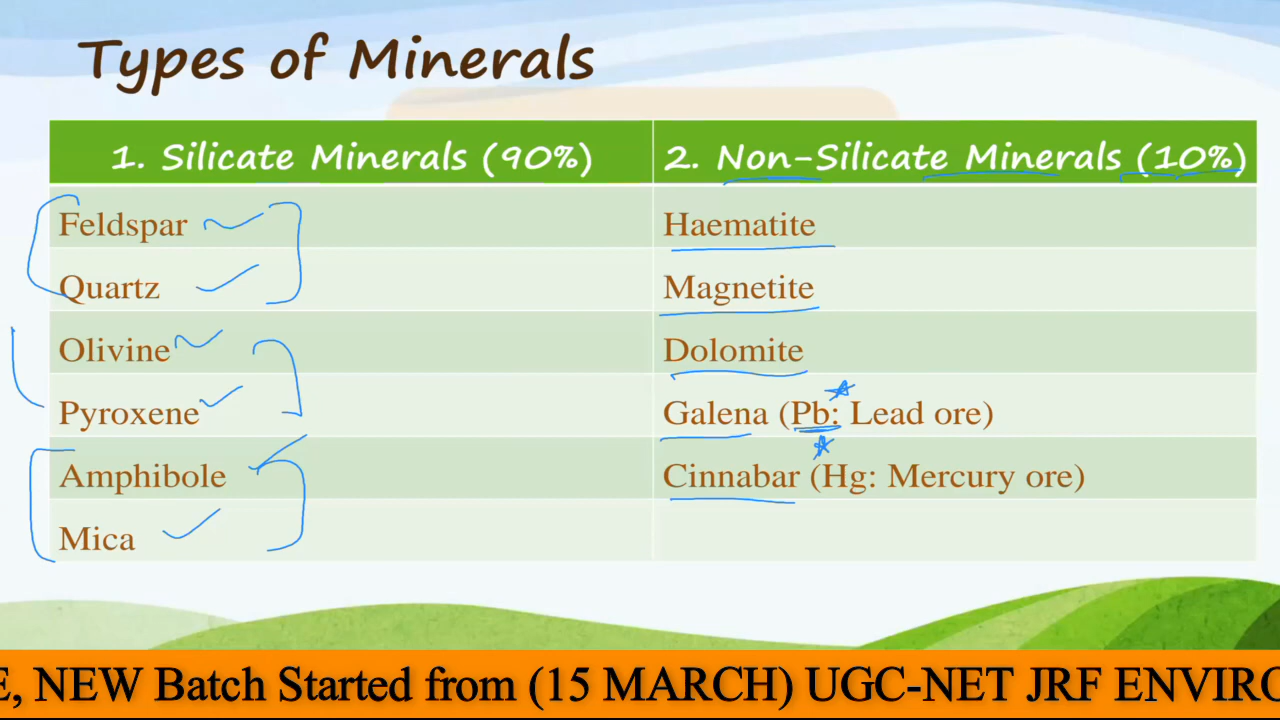 Types of Minerals
1. Silicate Minerals (90%)
2. Non-Silicate Minerals (10%)
Feldspar
Haematite
Quartz
Magnetite
Olivine
Dolomite
Pyroxene
Galena (Pb: Lead ore)
Amphibole
Cinnabar (Hg: Mercury ore)
Mica
E, NEW Batch Started from (15 MARCH) UGC-NET JRF ENVIRO